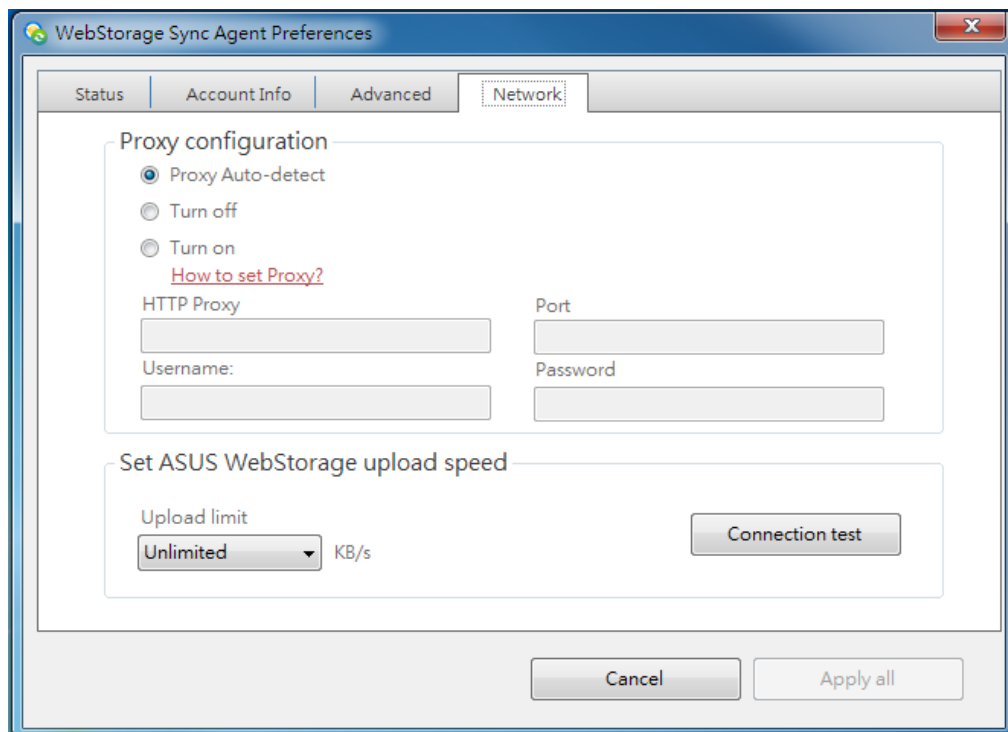 WebStorage Sync Agent Preferences
Status Account Info Advanced Network
Proxy configuration
Proxy Auto-detect
Turn off
Turn on
How to set Proxy?
HTTP Proxy Port
Username: Password
Set ASUS WebStorage upload speed
Upload limit
Unlimited KB/s Connection test
Cancel Apply all